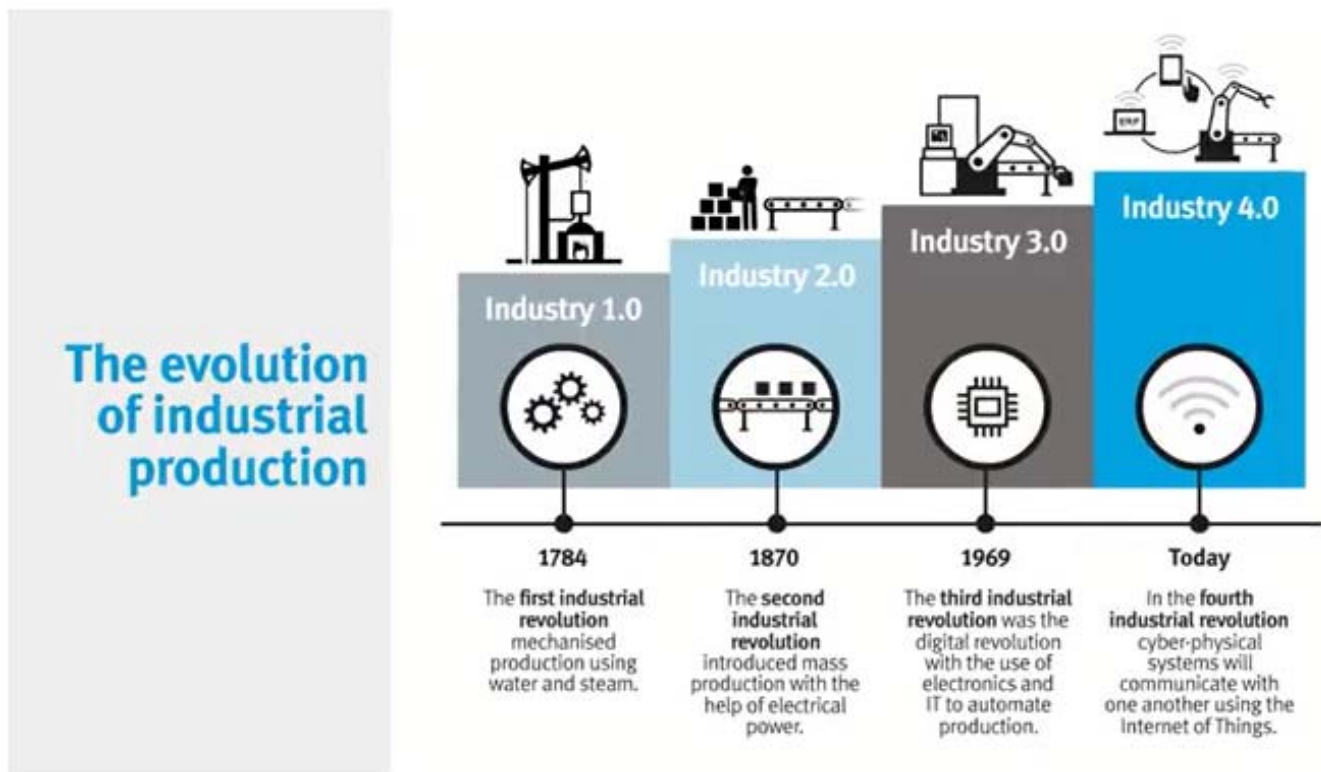 The evolution
of industrial
production
Industry 1.0
Industry 2.0
Industry 3.0
Industry 4.0
ERP
1784
The first industrial
revolution
mechanised
production using
water and steam.
1870
The second
industrial
revolution
introduced mass
production with the
help of electrical
power.
1969
The third industrial
revolution was the
digital revolution
with the use of
electronics and
IT to automate
production.
Today
In the fourth
industrial revolution
cyber-physical
systems will
communicate with
one another using the
Internet of Things.